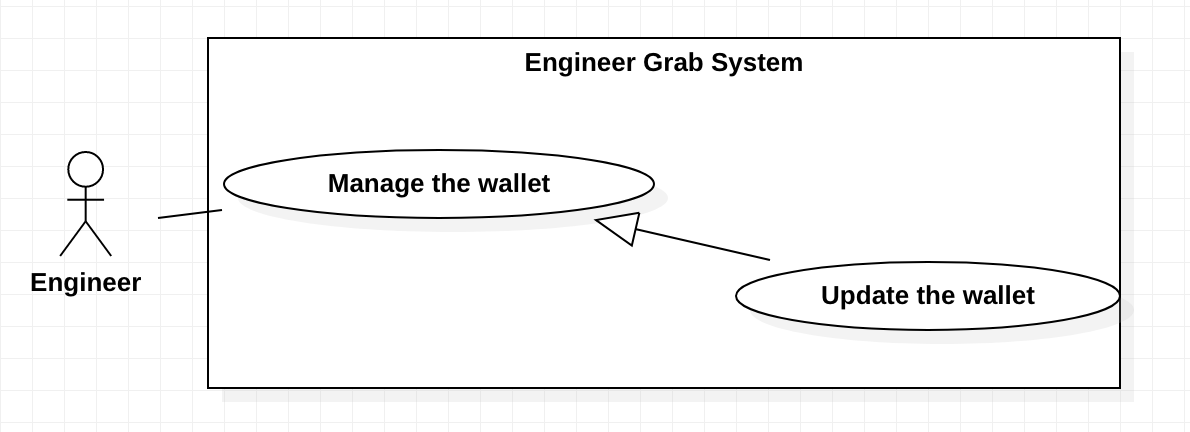 Engineer Grab System
Manage the wallet
Engineer
Update the wallet